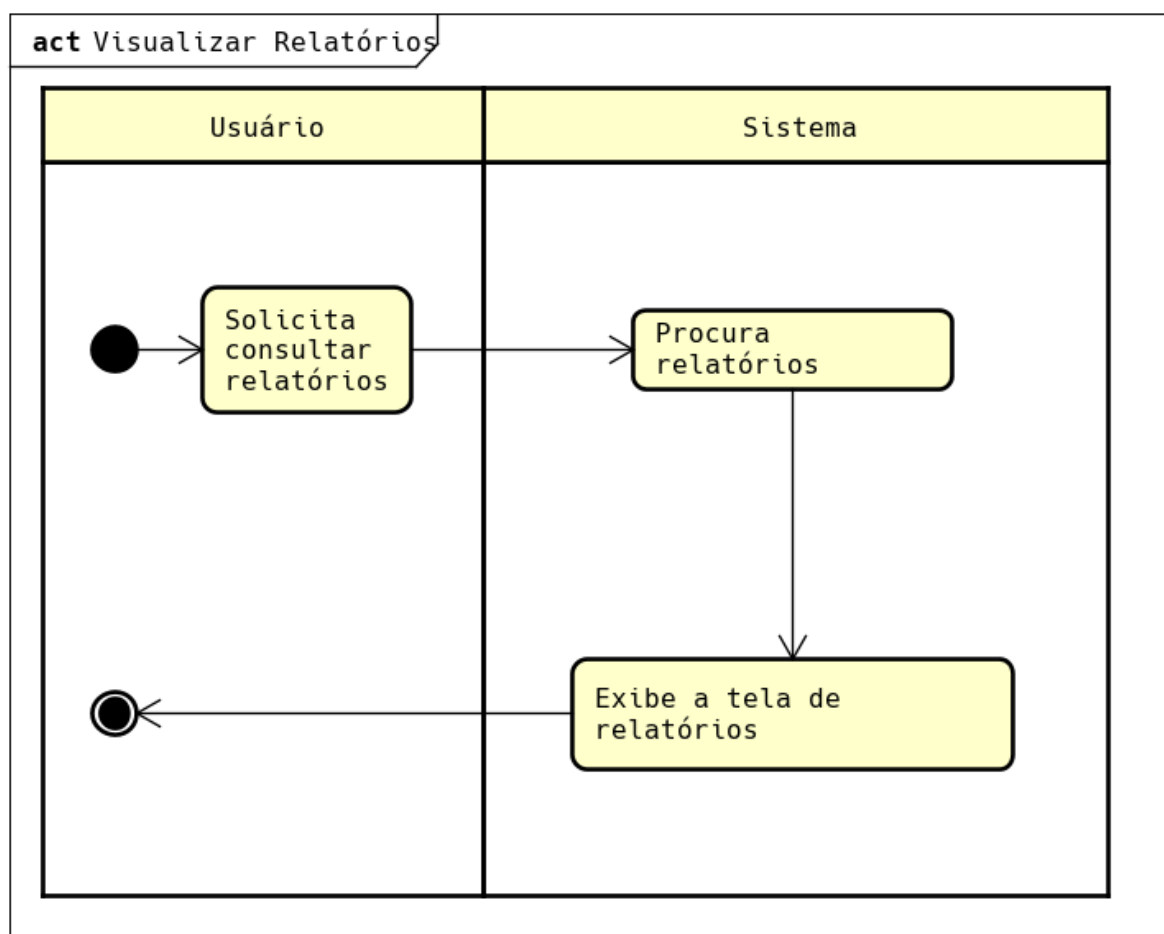 act Visualizar Relatórios
Usuário
Sistema
Solicita
consultar
relatórios
Procura
relatórios
Exibe a tela de
relatórios